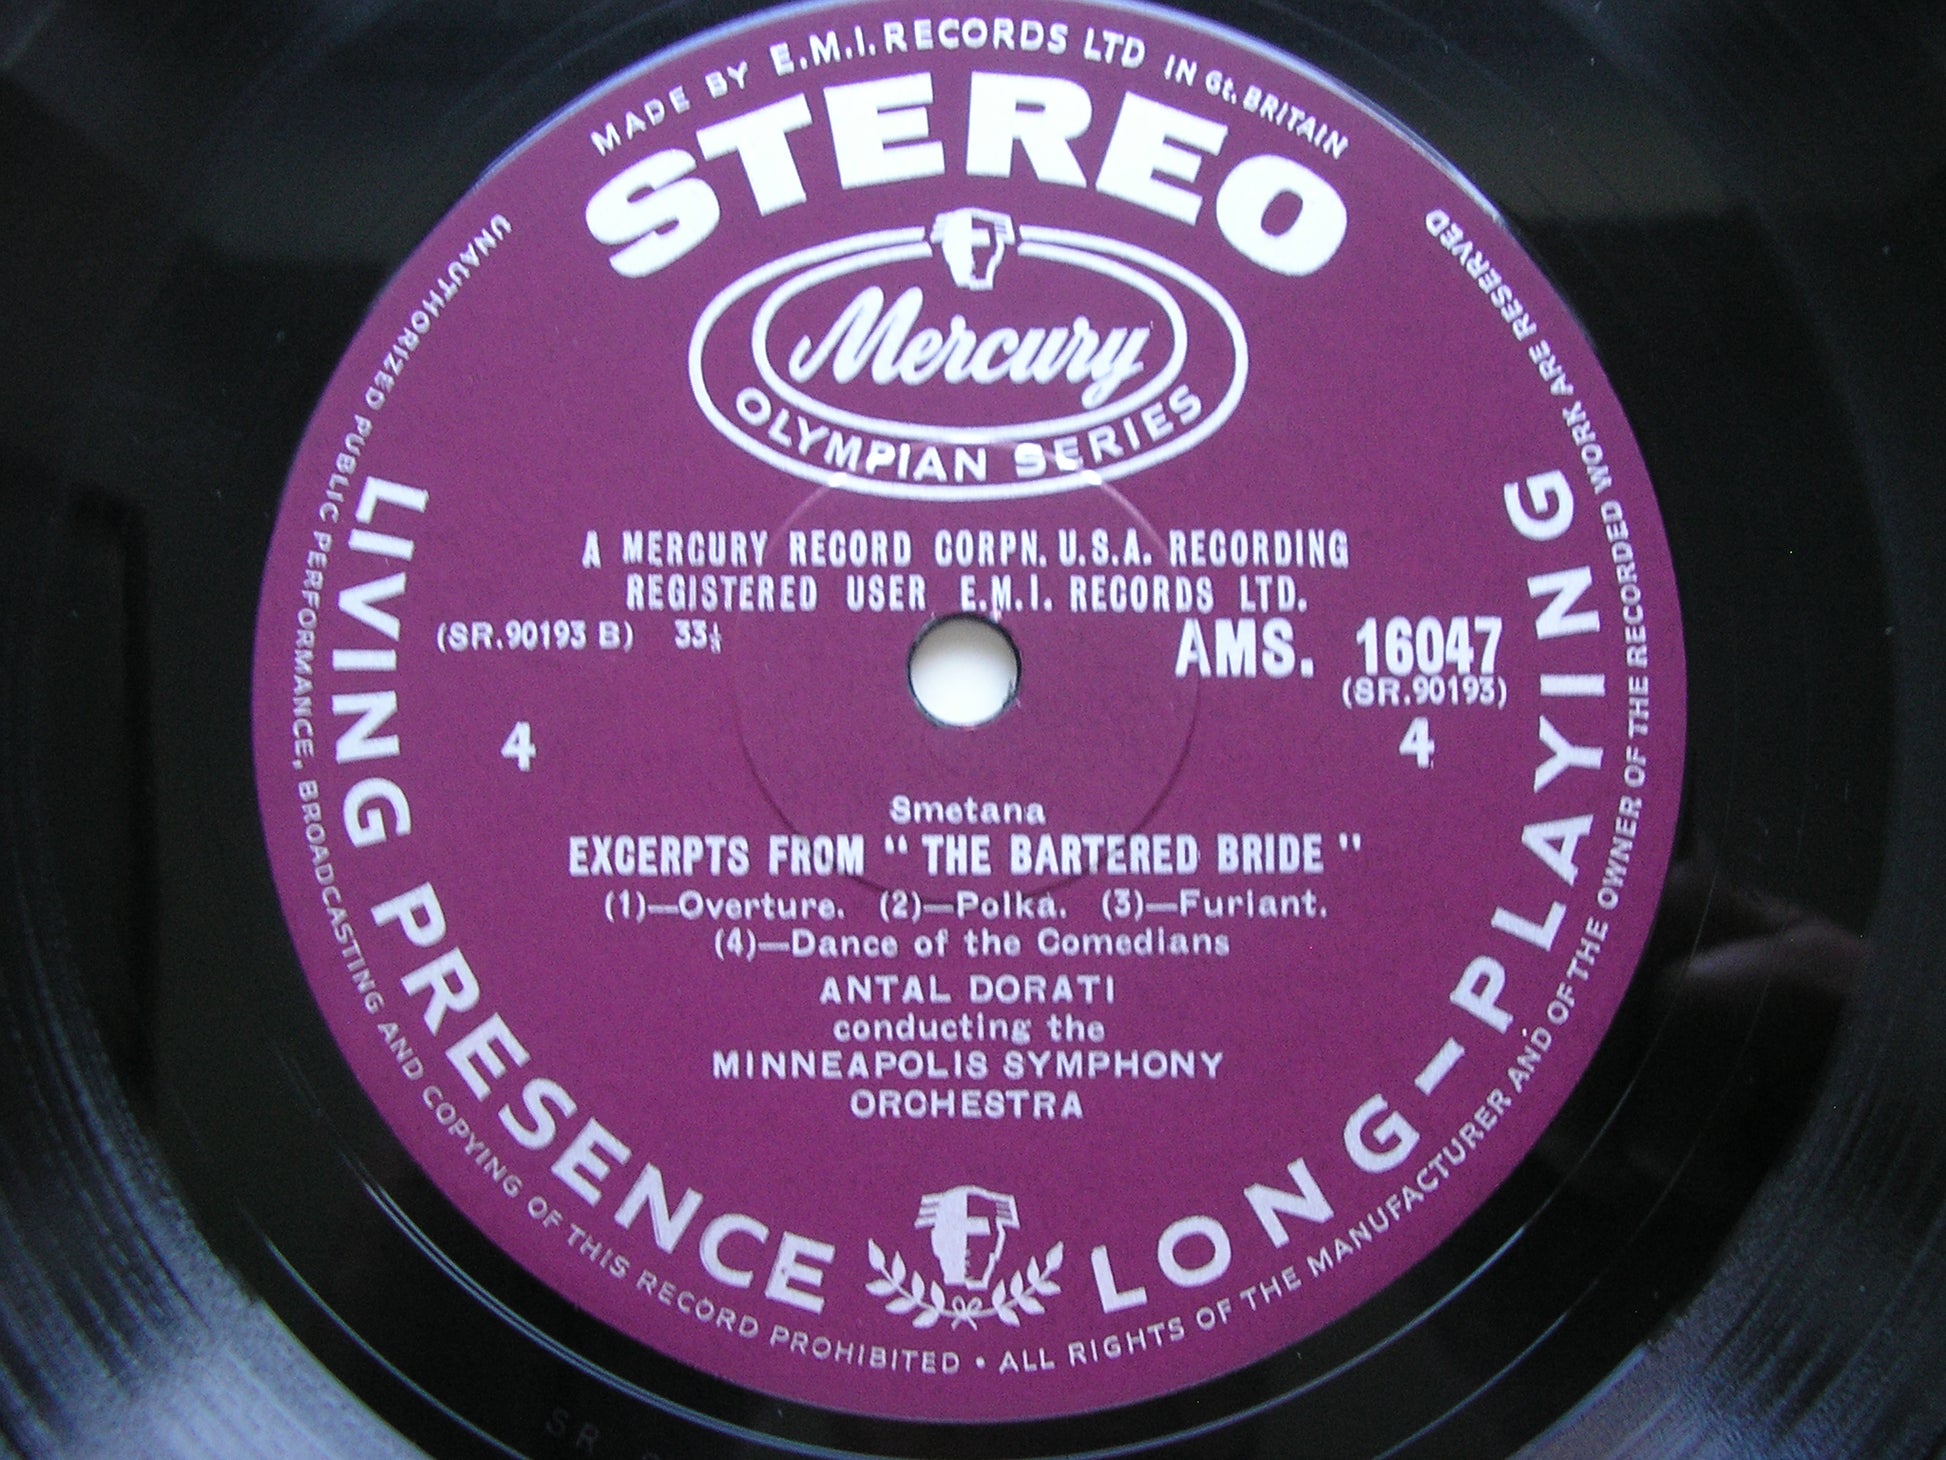 MADE BY E.M.I. RECORDS LTD IN Gt. BRITAIN
STEREO
Mercury
OLYMPIAN SERIES
A MERCURY RECORD CORPN. U.S.A. RECORDING
REGISTERED USER E.M.I. RECORDS LTD.
(SR.90193 B) 33⅓
AMS. 16047
(SR.90193)
4 4
Smetana
EXCERPTS FROM " THE BARTERED BRIDE "
(1)—Overture. (2)—Polka. (3)—Furiant.
(4)—Dance of the Comedians
ANTAL DORATI
conducting the
MINNEAPOLIS SYMPHONY
ORCHESTRA
LIVING PRESENCE LONG-PLAYING
UNAUTHORIZED PUBLIC PERFORMANCE, BROADCASTING AND COPYING OF THIS RECORD PROHIBITED • ALL RIGHTS OF THE MANUFACTURER AND OF THE OWNER OF THE RECORDED WORK ARE RESERVED
SR